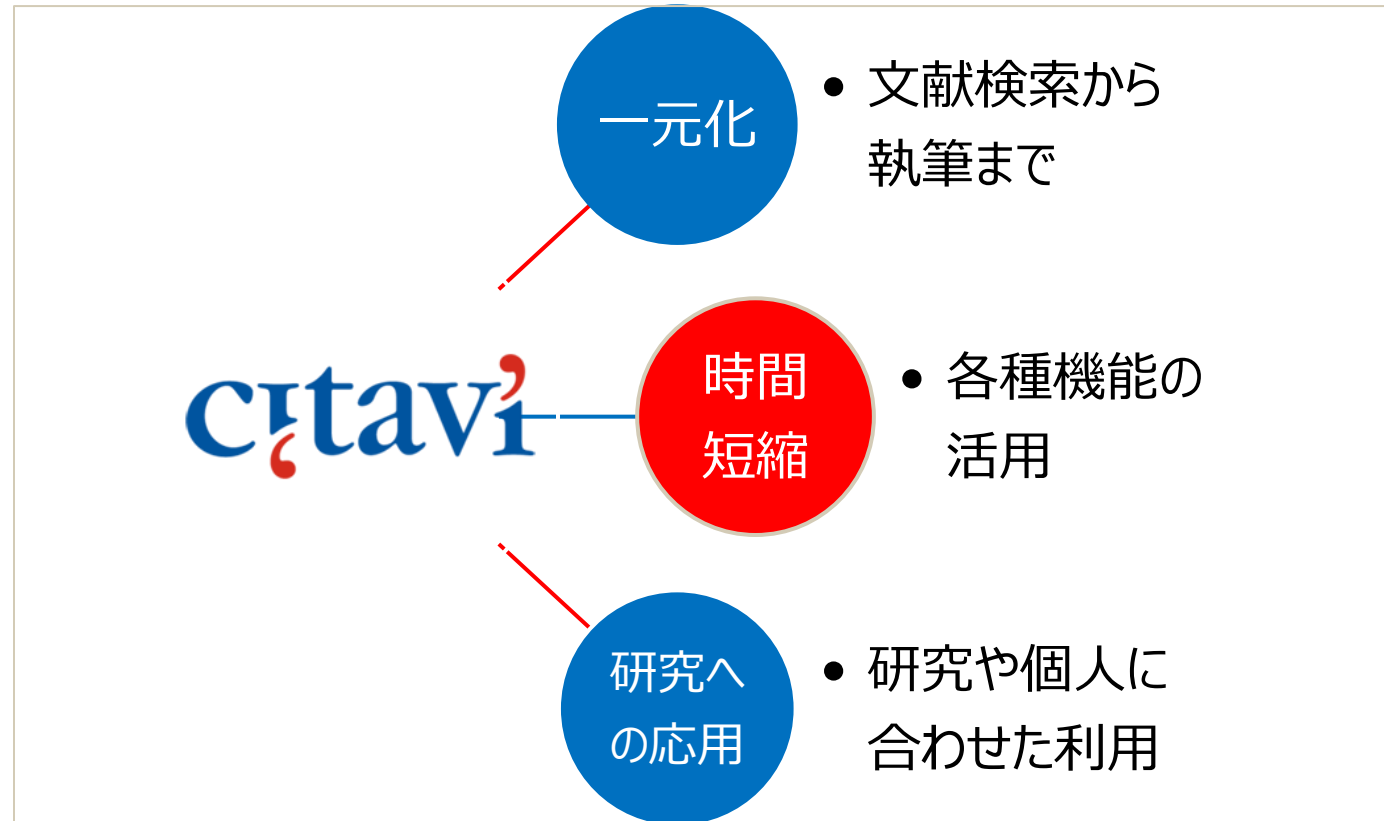 一元化
• 文献検索から
執筆まで
citavi
時間
短縮
• 各種機能の
活用
研究へ
の応用
• 研究や個人に
合わせた利用